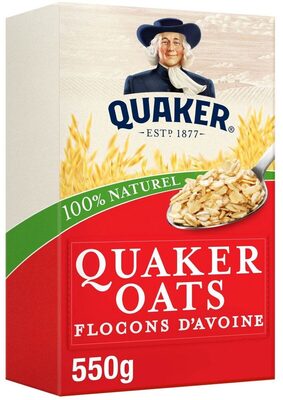 QUAKER®
ESTD 1877
100% NATUREL
QUAKER
OATS
FLOCONS D'AVOINE
550g